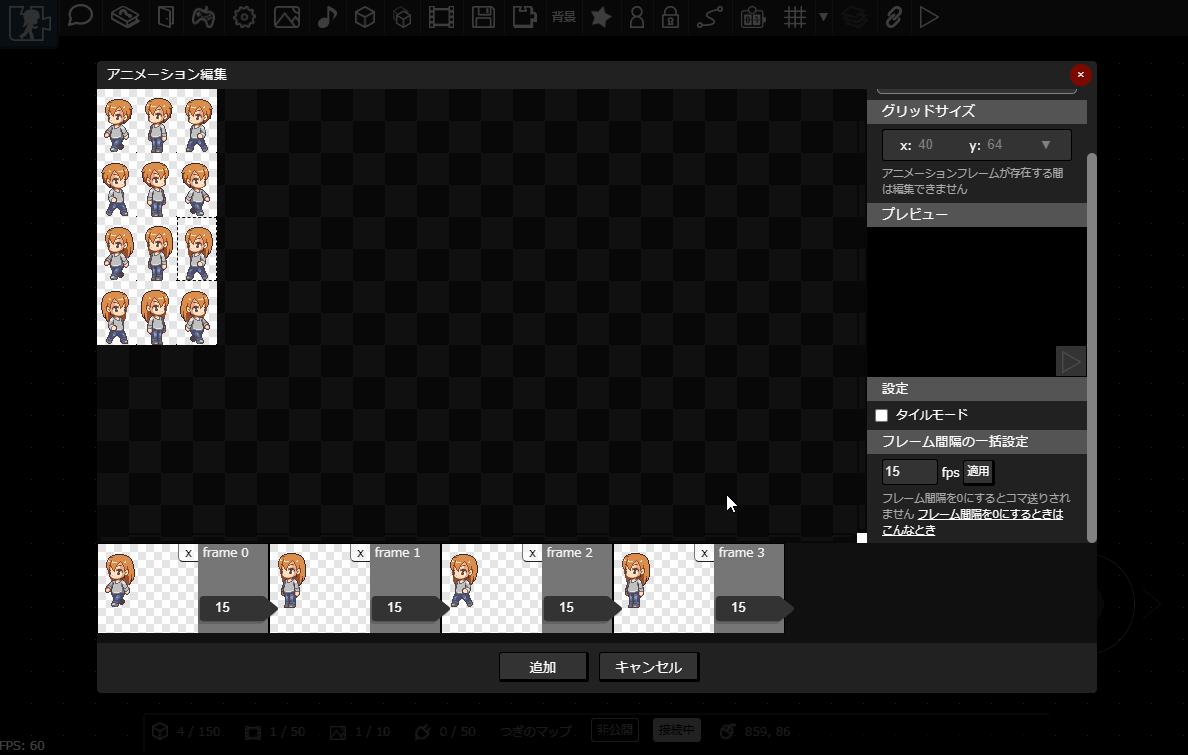 背景
アニメーション編集
×
グリッドサイズ
x: 40 y: 64 ▼
アニメーションフレームが存在する間
は編集できません
プレビュー
設定
タイルモード
フレーム間隔の一括設定
15 fps 適用
フレーム間隔を0にするとコマ送りされ
ません フレーム間隔を0にするときは
こんなとき
x frame 0 x frame 1 x frame 2 x frame 3
15 15 15 15
追加 キャンセル
4 / 150 1 / 50 1 / 10 0 / 50 つぎのマップ 非公開 接続中 859, 86
FPS: 60